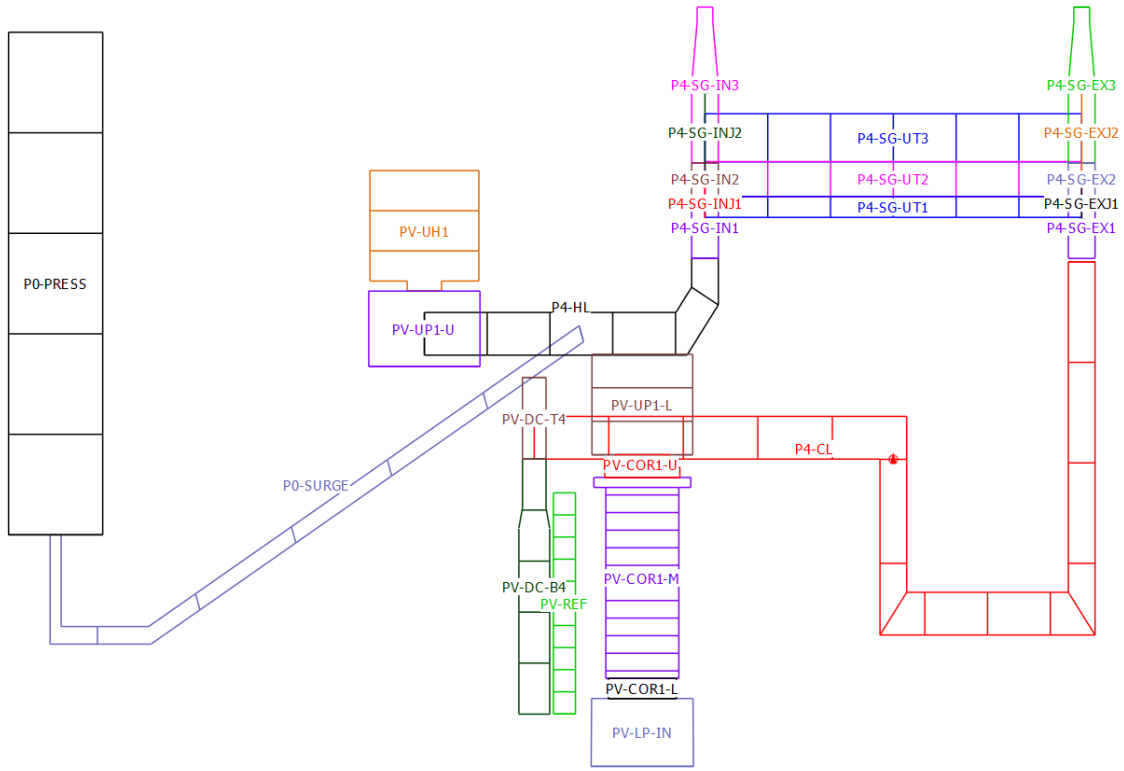 P4-SG-IN3
P4-SG-EX3
P4-SG-INJ2
P4-SG-UT3
P4-SG-EXJ2
P4-SG-IN2
P4-SG-UT2
P4-SG-EX2
P4-SG-INJ1
P4-SG-UT1
P4-SG-EXJ1
P4-SG-IN1
P4-SG-EX1
PV-UH1
P0-PRESS
P4-HL
PV-UP1-U
PV-UP1-L
PV-DC-T4
P4-CL
PV-COR1-U
P0-SURGE
PV-COR1-M
PV-DC-B4
PV-REF
PV-COR1-L
PV-LP-IN